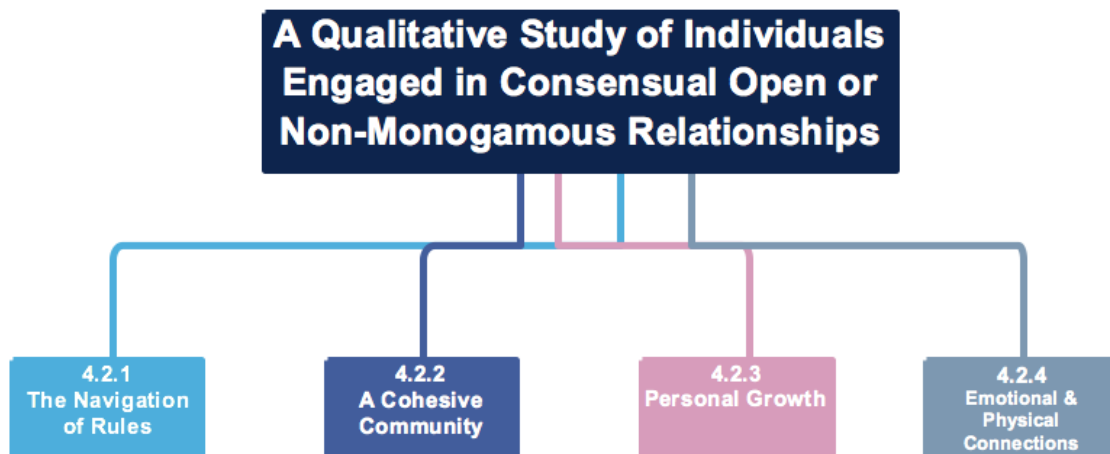 A Qualitative Study of Individuals
Engaged in Consensual Open or
Non-Monogamous Relationships
4.2.1
The Navigation
of Rules
4.2.2
A Cohesive
Community
4.2.3
Personal Growth
4.2.4
Emotional &
Physical
Connections